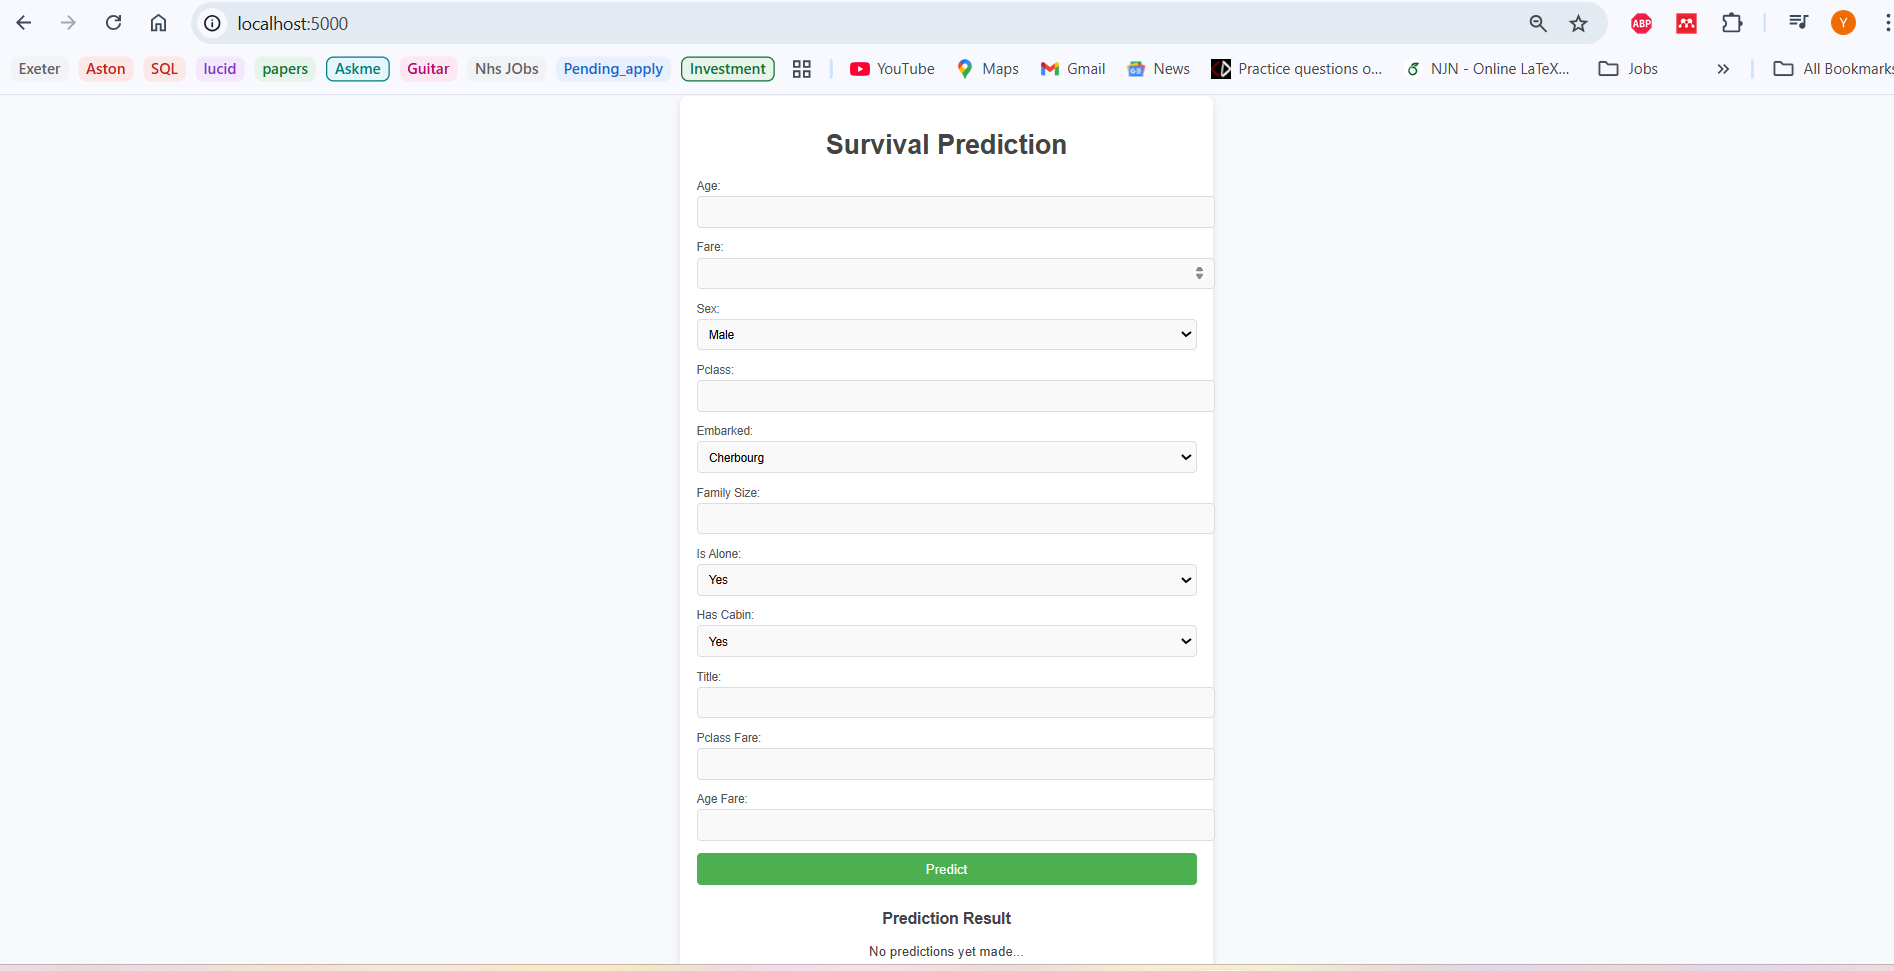 localhost:5000
ABP
Y
Exeter Aston SQL lucid papers Askme Guitar Nhs JObs Pending_apply Investment YouTube Maps Gmail News Practice questions o... NJN - Online LaTeX... Jobs » All Bookmarks
Survival Prediction
Age:
Fare:
Sex:
Male
Pclass:
Embarked:
Cherbourg
Family Size:
Is Alone:
Yes
Has Cabin:
Yes
Title:
Pclass Fare:
Age Fare:
Predict
Prediction Result
No predictions yet made...